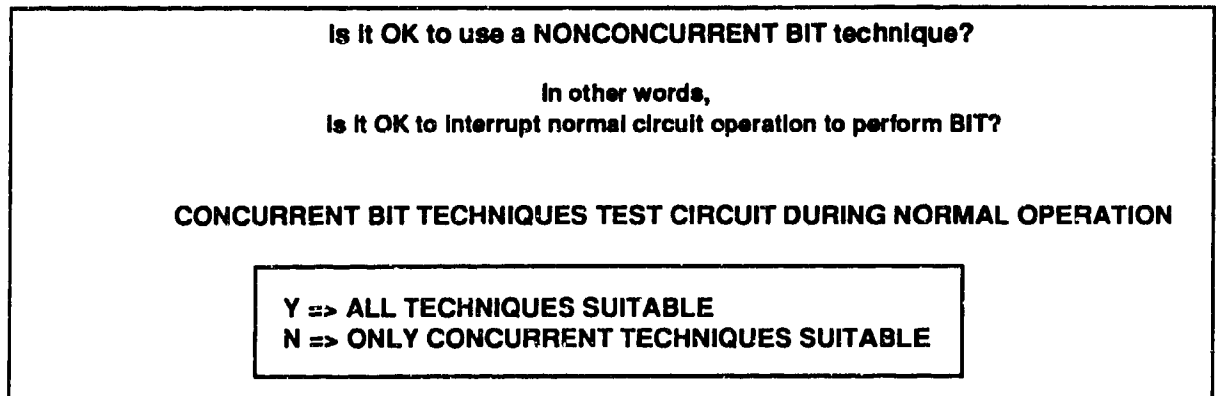 Is it OK to use a NONCONCURRENT BIT technique?
In other words,
Is it OK to interrupt normal circuit operation to perform BIT?
CONCURRENT BIT TECHNIQUES TEST CIRCUIT DURING NORMAL OPERATION
Y => ALL TECHNIQUES SUITABLE
N => ONLY CONCURRENT TECHNIQUES SUITABLE